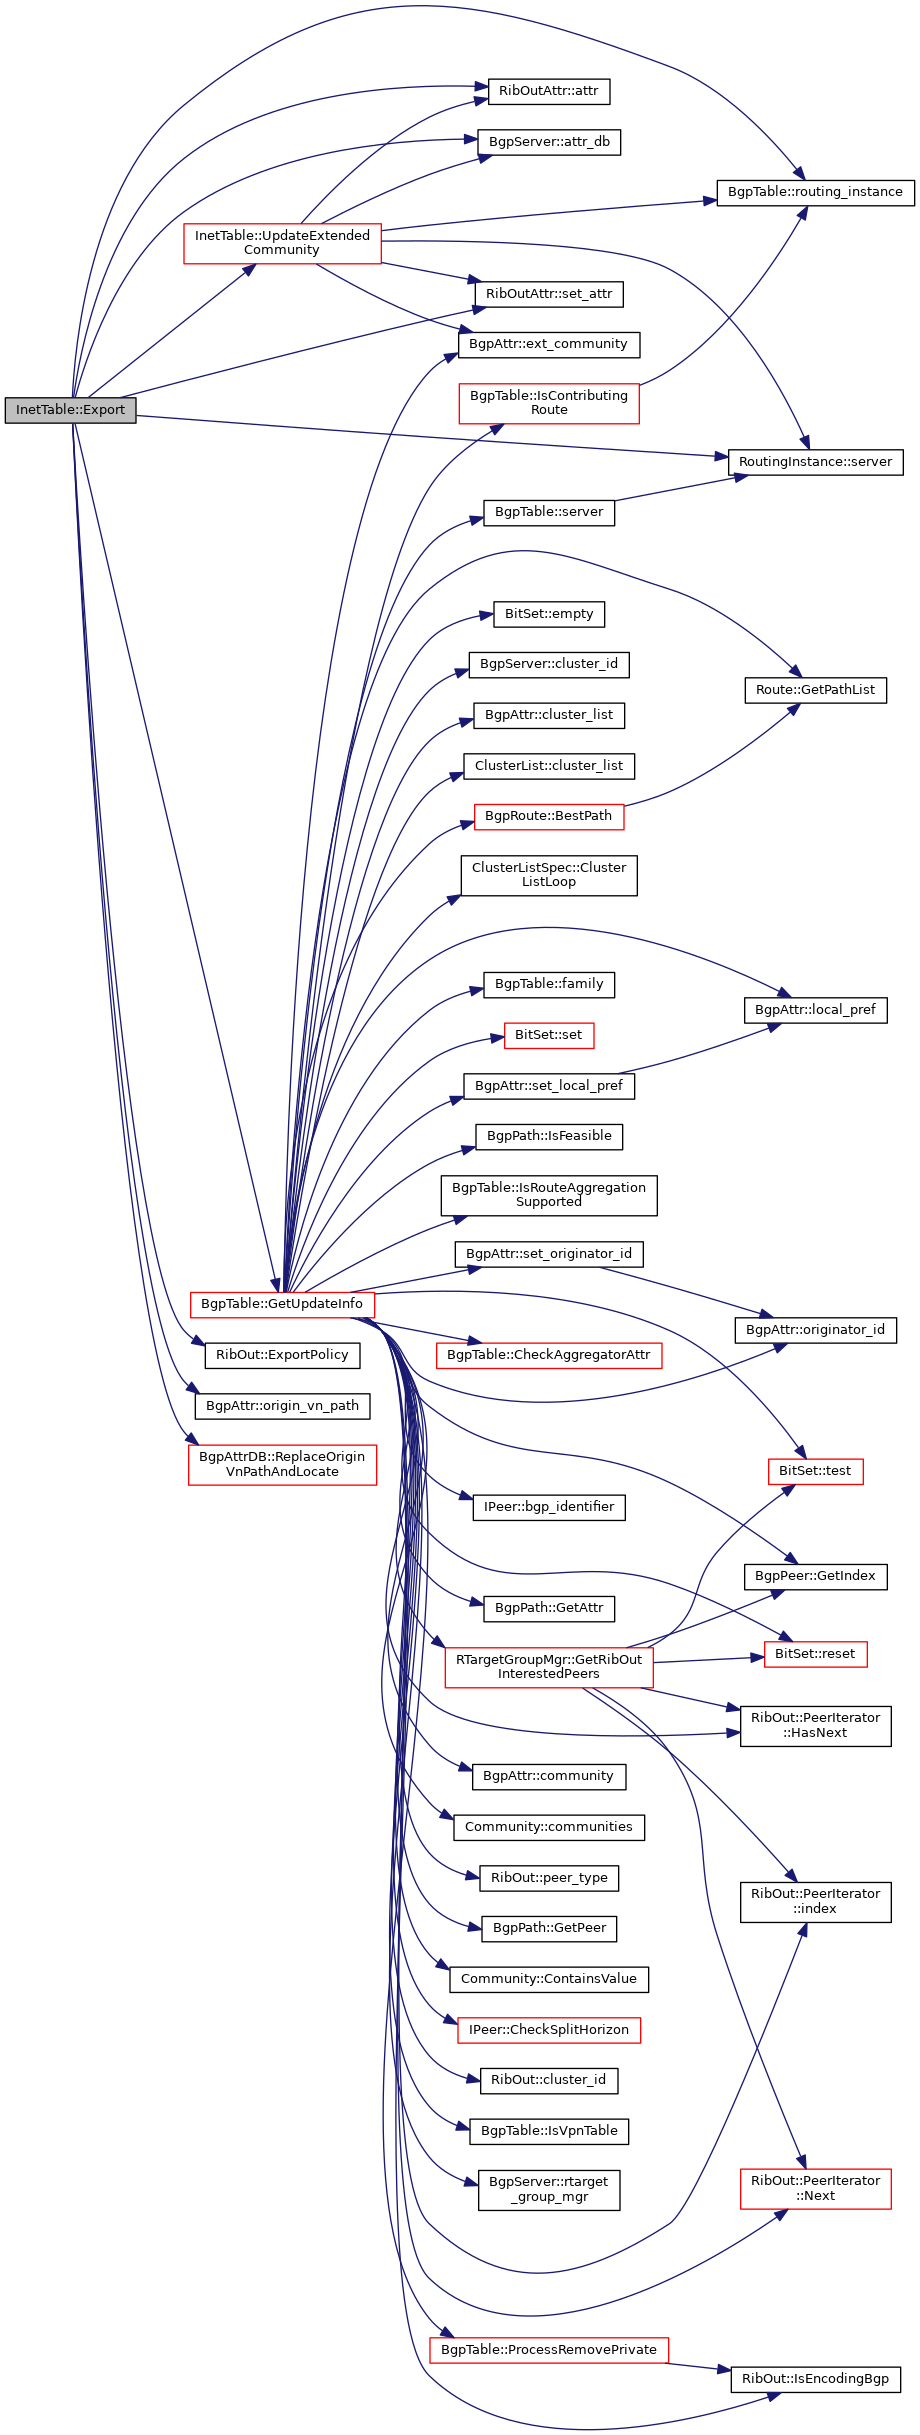 RibOutAttr::attr
BgpServer::attr_db
BgpTable::routing_instance
InetTable::UpdateExtended
Community
RibOutAttr::set_attr
BgpAttr::ext_community
BgpTable::IsContributing
Route
InetTable::Export
RoutingInstance::server
BgpTable::server
BitSet::empty
BgpServer::cluster_id
Route::GetPathList
BgpAttr::cluster_list
ClusterList::cluster_list
BgpRoute::BestPath
ClusterListSpec::Cluster
ListLoop
BgpTable::family
BgpAttr::local_pref
BitSet::set
BgpAttr::set_local_pref
BgpPath::IsFeasible
BgpTable::IsRouteAggregation
Supported
BgpAttr::set_originator_id
BgpTable::GetUpdateInfo
BgpAttr::originator_id
RibOut::ExportPolicy
BgpTable::CheckAggregatorAttr
BgpAttr::origin_vn_path
BgpAttrDB::ReplaceOrigin
VnPathAndLocate
BitSet::test
IPeer::bgp_identifier
BgpPeer::GetIndex
BgpPath::GetAttr
BitSet::reset
RTargetGroupMgr::GetRibOut
InterestedPeers
RibOut::PeerIterator
::HasNext
BgpAttr::community
Community::communities
RibOut::peer_type
RibOut::PeerIterator
::index
BgpPath::GetPeer
Community::ContainsValue
IPeer::CheckSplitHorizon
RibOut::cluster_id
BgpTable::IsVpnTable
BgpServer::rtarget
_group_mgr
RibOut::PeerIterator
::Next
BgpTable::ProcessRemovePrivate
RibOut::IsEncodingBgp